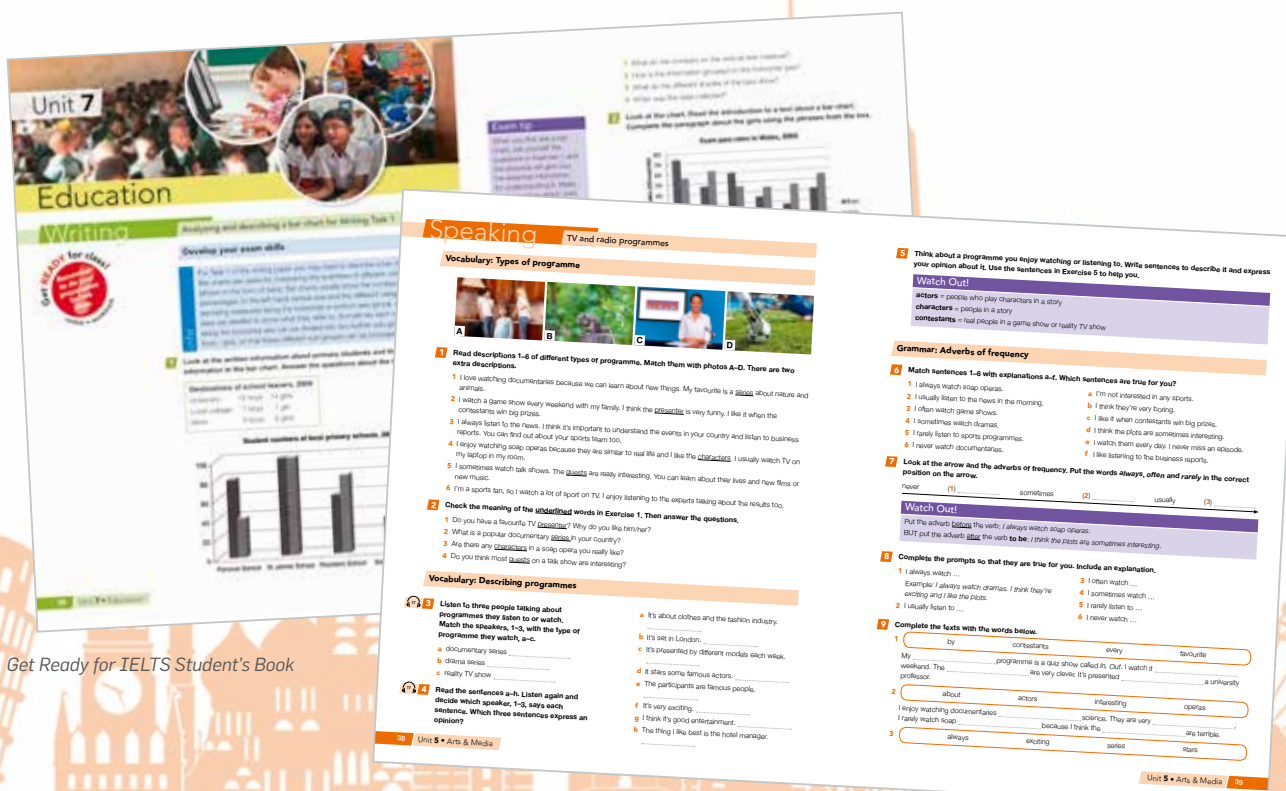 Unit 7
Education
Writing
Analysing and describing a bar chart for Writing Task 1
Develop your exam skills
Get READY for class!
Exam tip
2 Look at the chart. Read the introduction to a text about a bar chart.
Complete the paragraph about the girls using the phrases from the box.
Exam pass rates in Wales, 2009
Destinations of school leavers, 2009
Unit 7 • Education
Get Ready for IELTS Student's Book
Speaking
TV and radio programmes
Vocabulary: Types of programme
A
B
C
D
NEWS
1 Read descriptions 1–6 of different types of programme. Match them with photos A–D. There are two
extra descriptions.
1 I love watching documentaries because we can learn about new things. My favourite is a series about nature and
animals.
2 I watch a game show every weekend with my family. I think the presenter is very funny. I like it when the
contestants win big prizes.
3 I always listen to the news. I think it's important to understand the events in your country and listen to business
reports. You can find out about your sports team too.
4 I enjoy watching soap operas because they are similar to real life and I like the characters. I usually watch TV on
my laptop in my room.
5 I sometimes watch talk shows. The guests are really interesting. You can learn about their lives and new films or
new music.
6 I'm a sports fan, so I watch a lot of sport on TV. I enjoy listening to the experts talking about the results too.
2 Check the meaning of the underlined words in Exercise 1. Then answer the questions.
1 Do you have a favourite TV presenter? Why do you like him/her?
2 What is a popular documentary series in your country?
3 Are there any characters in a soap opera you really like?
4 Do you think most guests on a talk show are interesting?
Vocabulary: Describing programmes
3 Listen to three people talking about
programmes they listen to or watch.
Match the speakers, 1–3, with the type of
programme they watch, a–c.
a documentary series
b drama series
c reality TV show
4 Read the sentences a–h. Listen again and
decide which speaker, 1–3, says each
sentence. Which three sentences express an
opinion?
a It's about clothes and the fashion industry.
b It's set in London.
c It's presented by different models each week.
d It stars some famous actors.
e The participants are famous people.
f It's very exciting.
g I think it's good entertainment.
h The thing I like best is the hotel manager.
38 Unit 5 • Arts & Media
5 Think about a programme you enjoy watching or listening to. Write sentences to describe it and express
your opinion about it. Use the sentences in Exercise 5 to help you.
Watch Out!
actors = people who play characters in a story
characters = people in a story
contestants = real people in a game show or reality TV show
Grammar: Adverbs of frequency
6 Match sentences 1–6 with explanations a–f. Which sentences are true for you?
1 I always watch soap operas.
2 I usually listen to the news in the morning.
3 I often watch game shows.
4 I sometimes watch dramas.
5 I rarely listen to sports programmes.
6 I never watch documentaries.
a I'm not interested in any sports.
b I think they're very boring.
c I like it when contestants win big prizes.
d I think the plots are sometimes interesting.
e I watch them every day. I never miss an episode.
f I like listening to the business reports.
7 Look at the arrow and the adverbs of frequency. Put the words always, often and rarely in the correct
position on the arrow.
never (1) sometimes (2) usually (3)
Watch Out!
Put the adverb before the verb: I always watch soap operas.
BUT put the adverb after the verb to be: I think the plots are sometimes interesting.
8 Complete the prompts so that they are true for you. Include an explanation.
1 I always watch ...
Example: I always watch dramas. I think they're
exciting and I like the plots.
2 I usually listen to ...
3 I often watch ...
4 I sometimes watch ...
5 I rarely listen to ...
6 I never watch ...
9 Complete the texts with the words below.
1 by contestants every favourite
My programme is a quiz show called In. Out. I watch it
weekend. The are very clever. It's presented a university
professor.
2 about actors interesting operas
I enjoy watching documentaries science. They are very .
I rarely watch soap because I think the are terrible.
3 always exciting series stars
Unit 5 • Arts & Media 39